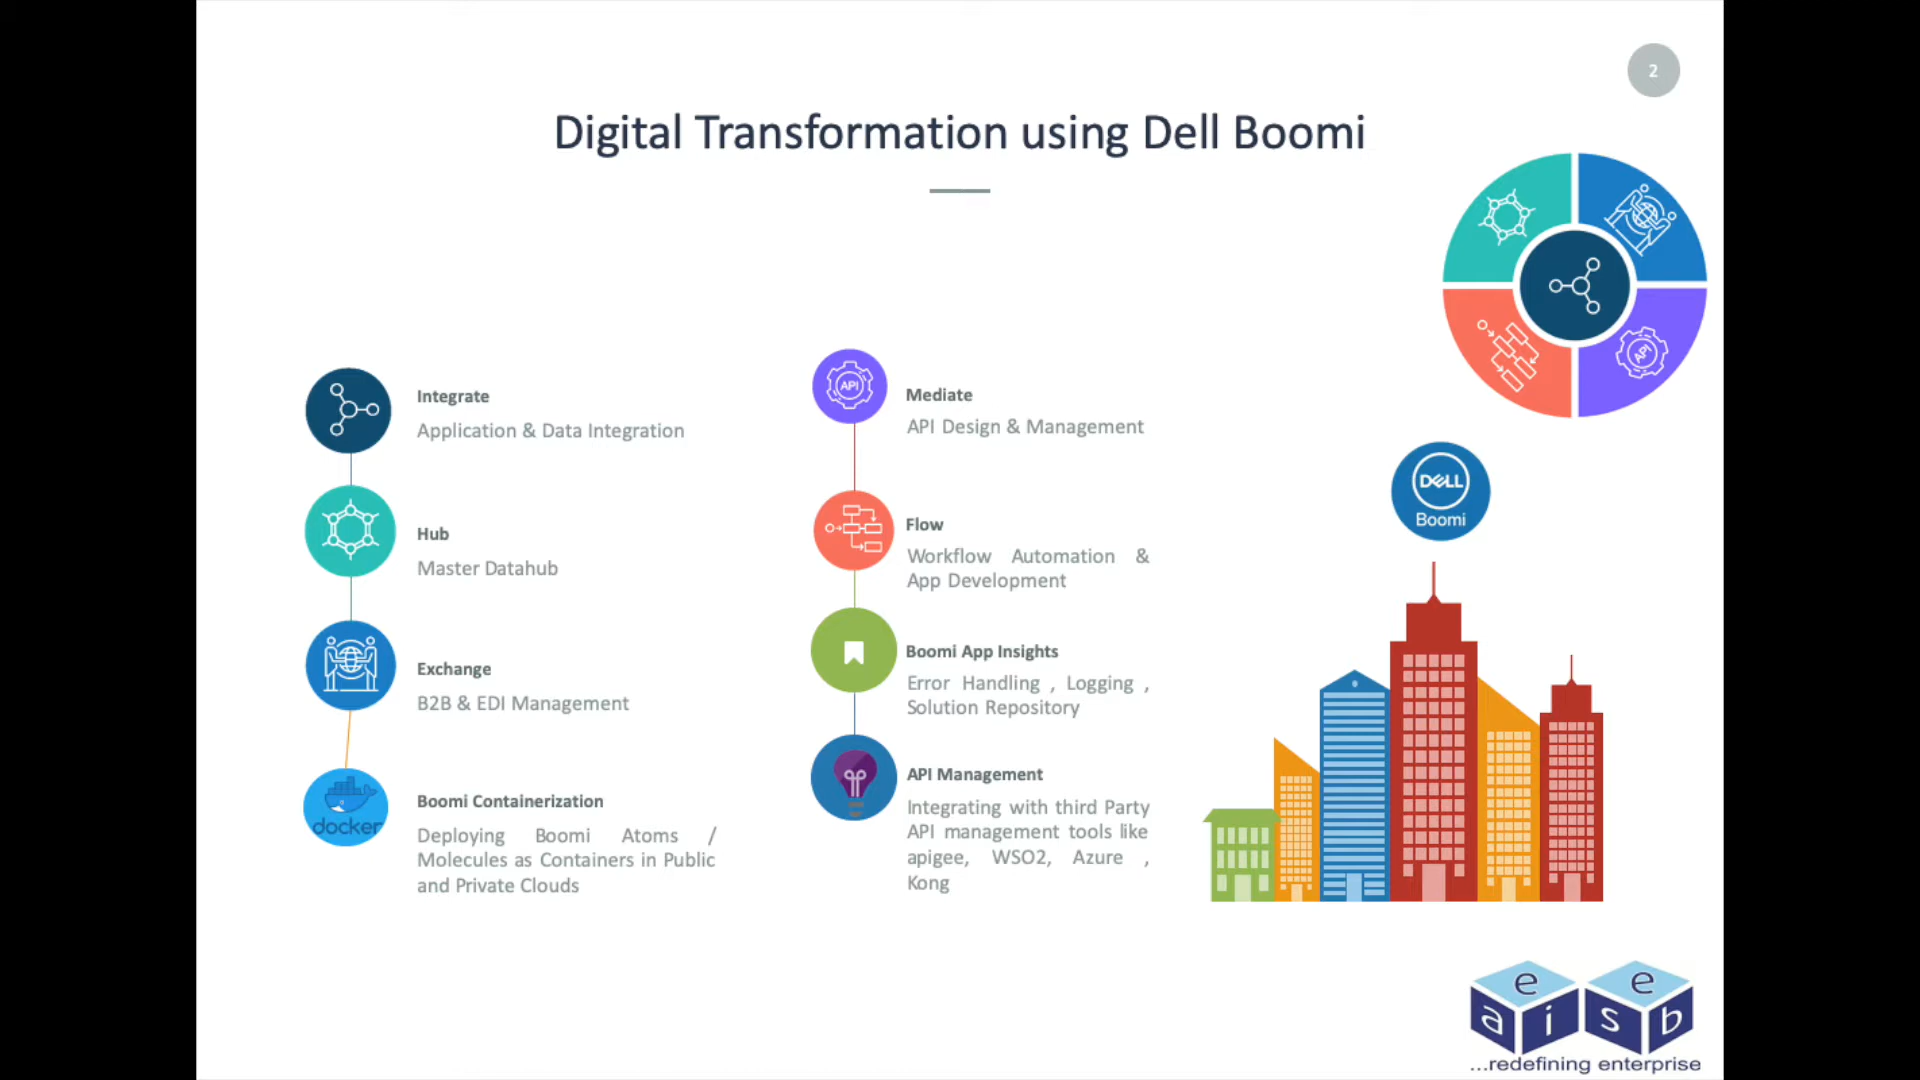 2
Digital Transformation using Dell Boomi
Integrate
Application & Data Integration
Hub
Master Datahub
Exchange
B2B & EDI Management
docker
Boomi Containerization
Deploying Boomi Atoms /
Molecules as Containers in Public
and Private Clouds
API
Mediate
API Design & Management
Flow
Workflow Automation &
App Development
Boomi App Insights
Error Handling , Logging ,
Solution Repository
API Management
Integrating with third Party
API management tools like
apigee, WSO2, Azure ,
Kong
API
DELL
Boomi
e e
a i s b
...redefining enterprise